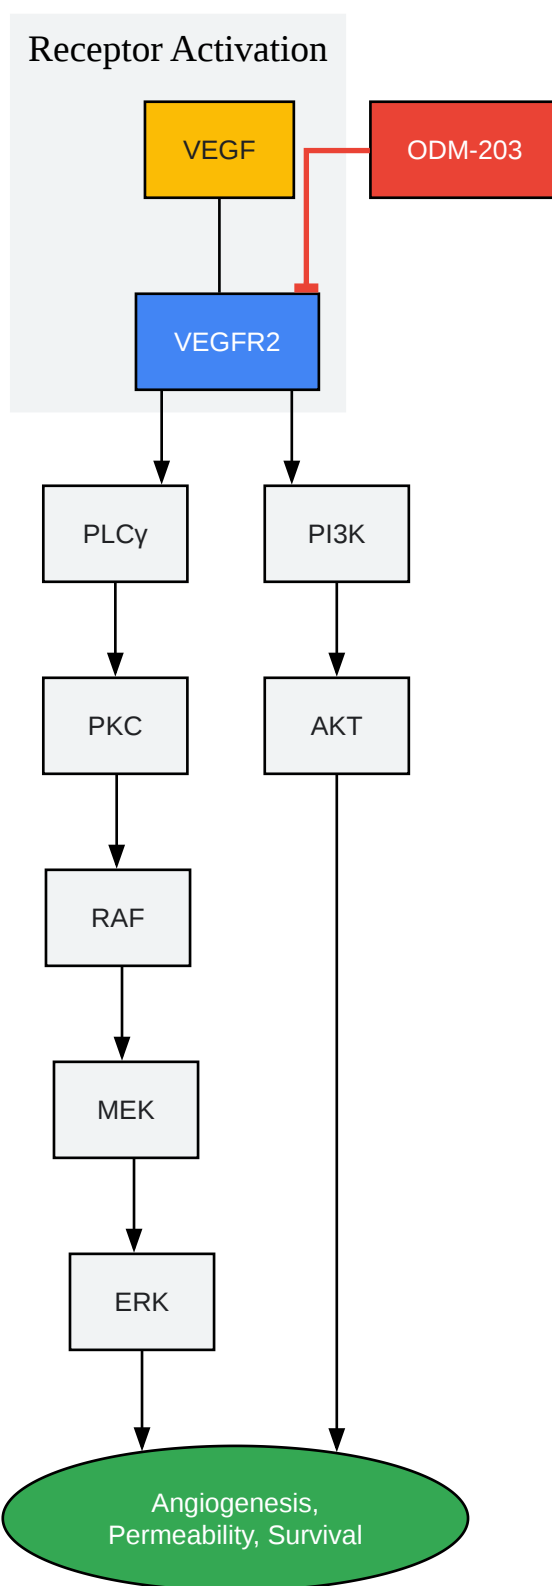 Receptor Activation
VEGF
ODM-203
VEGFR2
PLCγ
PI3K
PKC
AKT
RAF
MEK
ERK
Angiogenesis,
Permeability, Survival